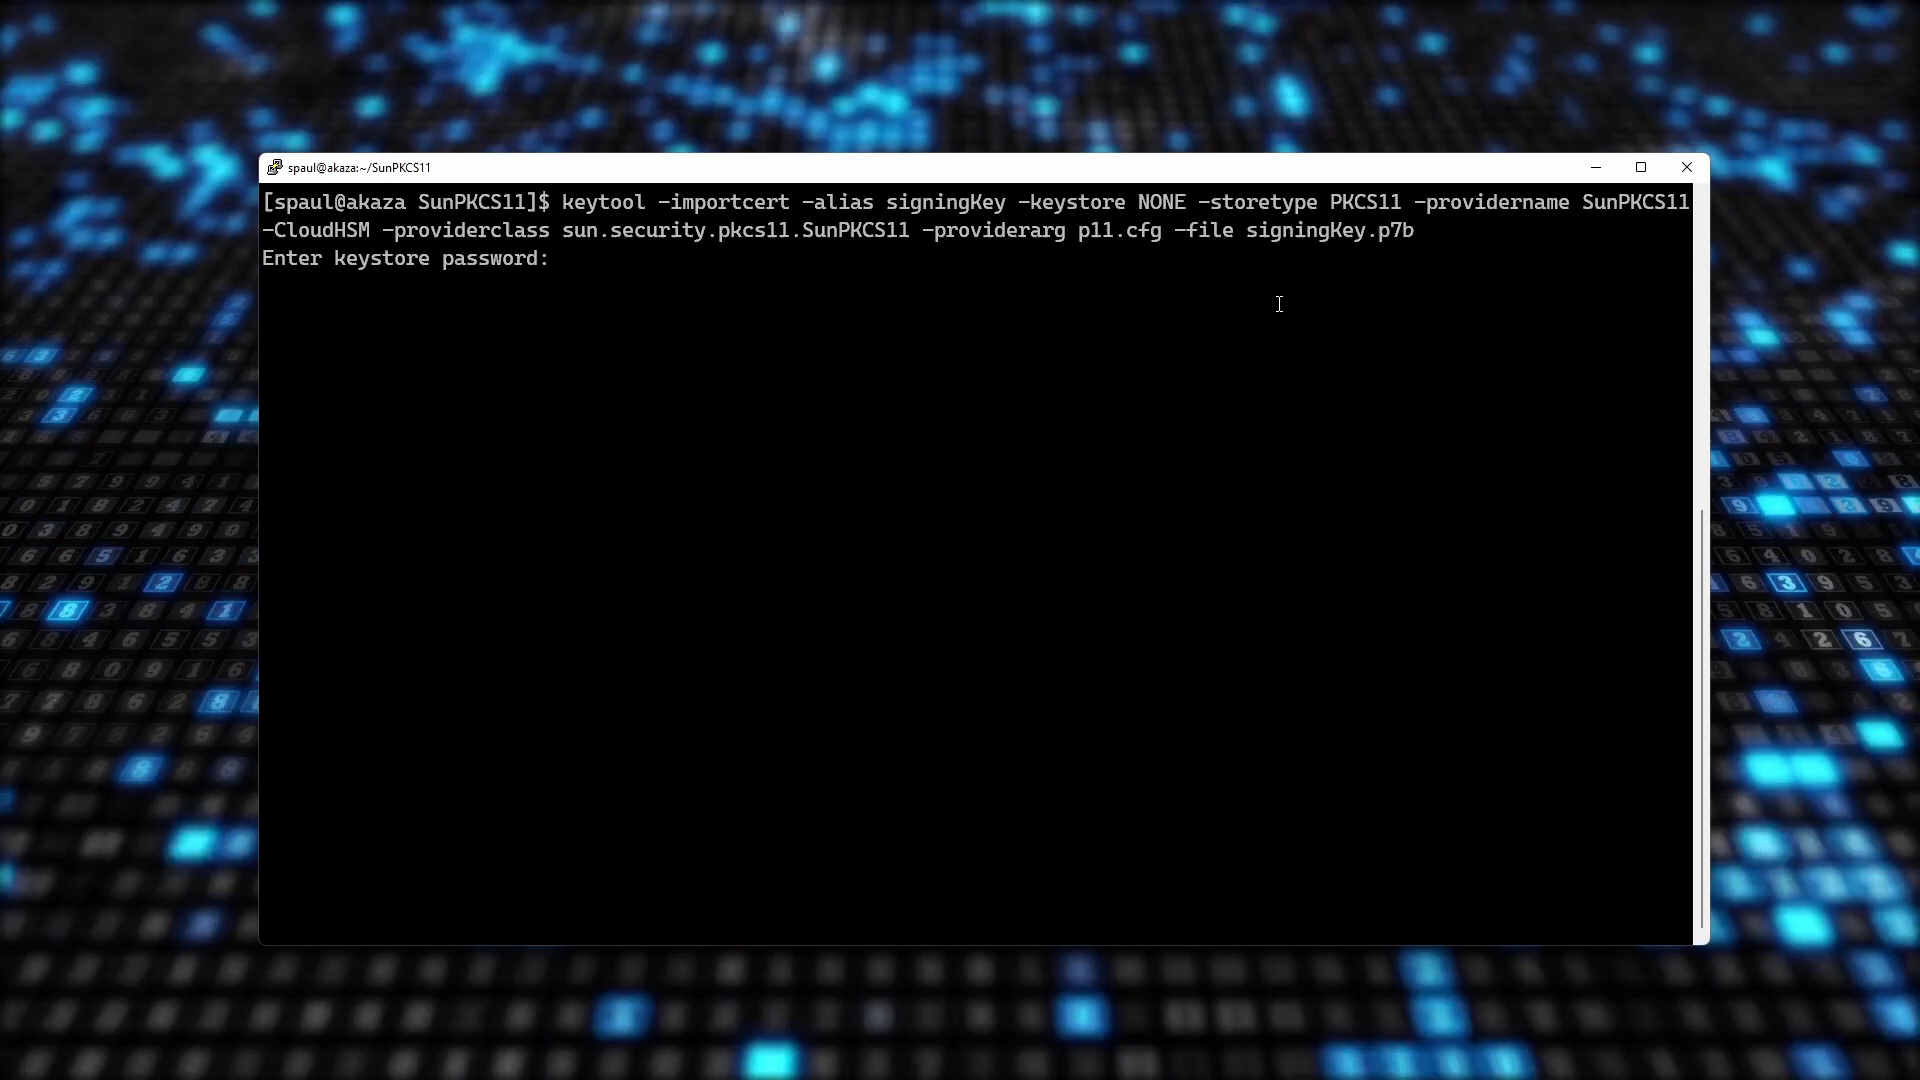 spaul@akaza:~/SunPKCS11
[spaul@akaza SunPKCS11]$ keytool -importcert -alias signingKey -keystore NONE -storetype PKCS11 -providername SunPKCS11
-CloudHSM -providerclass sun.security.pkcs11.SunPKCS11 -providerarg p11.cfg -file signingKey.p7b
Enter keystore password: